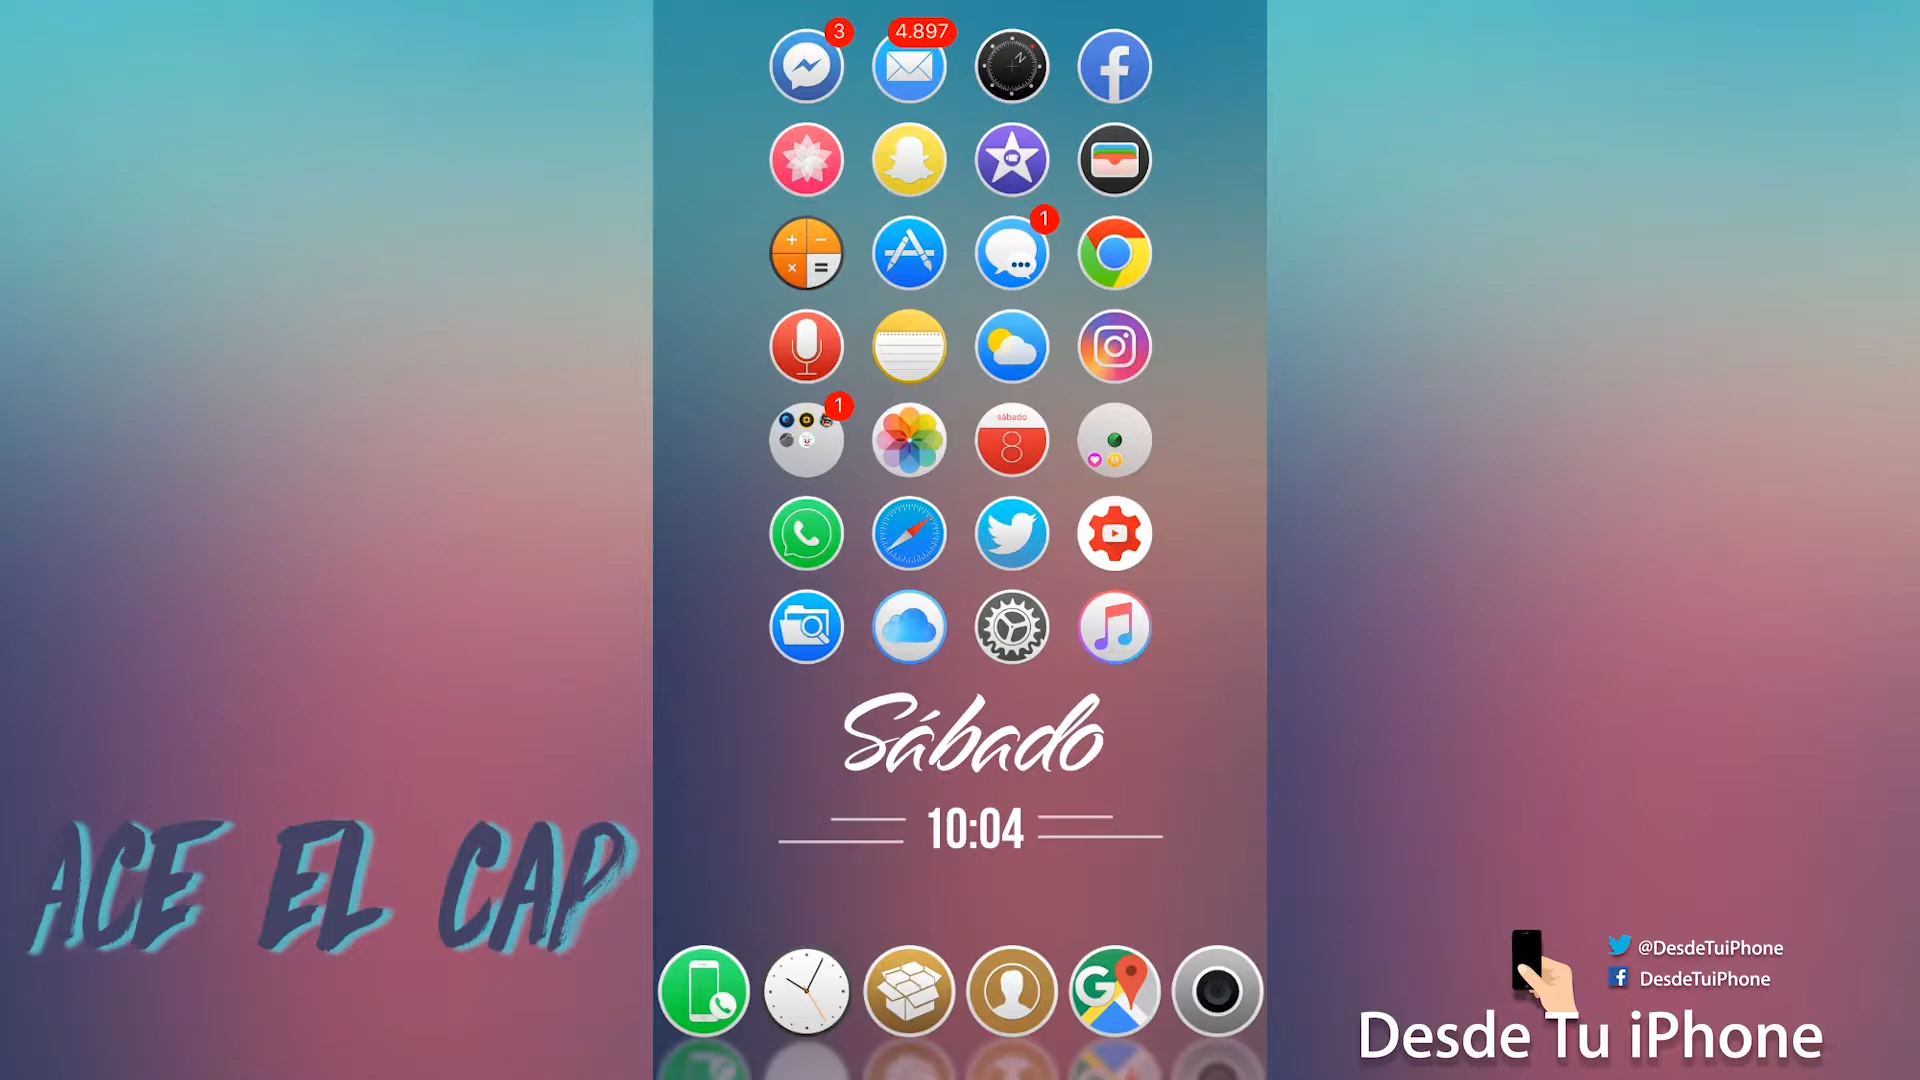 3
4.897
1
1
sábado
8
Sábado
10:04
ACE EL CAP
@DesdeTuiPhone
DesdeTuiPhone
Desde Tu iPhone